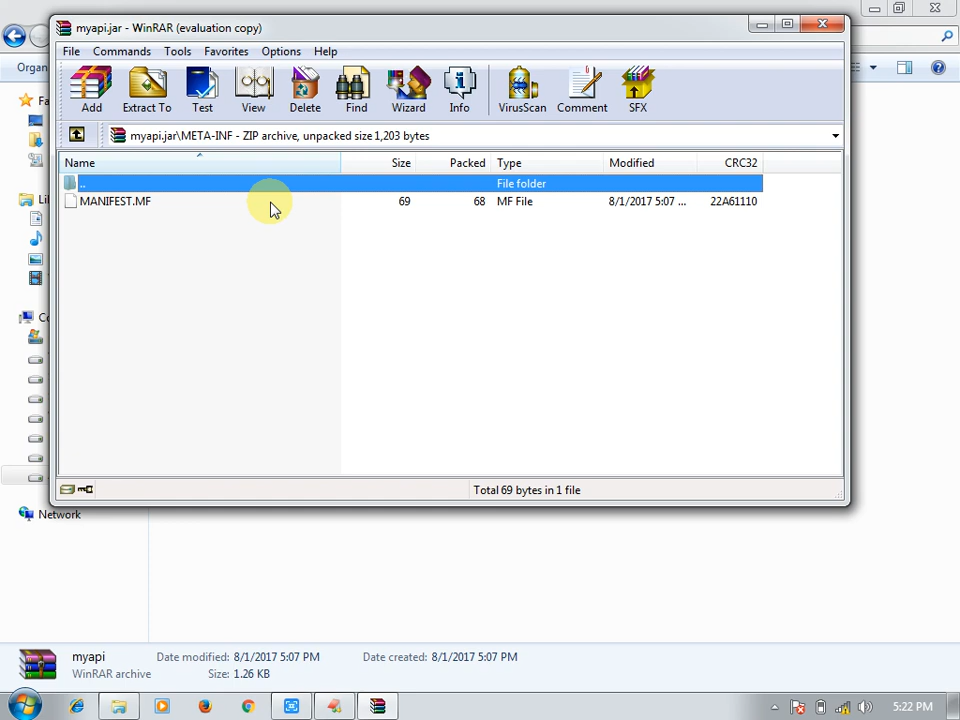 myapi.jar - WinRAR (evaluation copy)
File Commands Tools Favorites Options Help
Organ
Add Extract To Test View Delete Find Wizard Info VirusScan Comment SFX
myapi.jar\META-INF - ZIP archive, unpacked size 1,203 bytes
Name Size Packed Type Modified CRC32
.. File folder
MANIFEST.MF 69 68 MF File 8/1/2017 5:07 ... 22A61110
Fa
Li
Co
Total 69 bytes in 1 file
Network
myapi Date modified: 8/1/2017 5:07 PM Date created: 8/1/2017 5:07 PM
WinRAR archive Size: 1.26 KB
5:22 PM